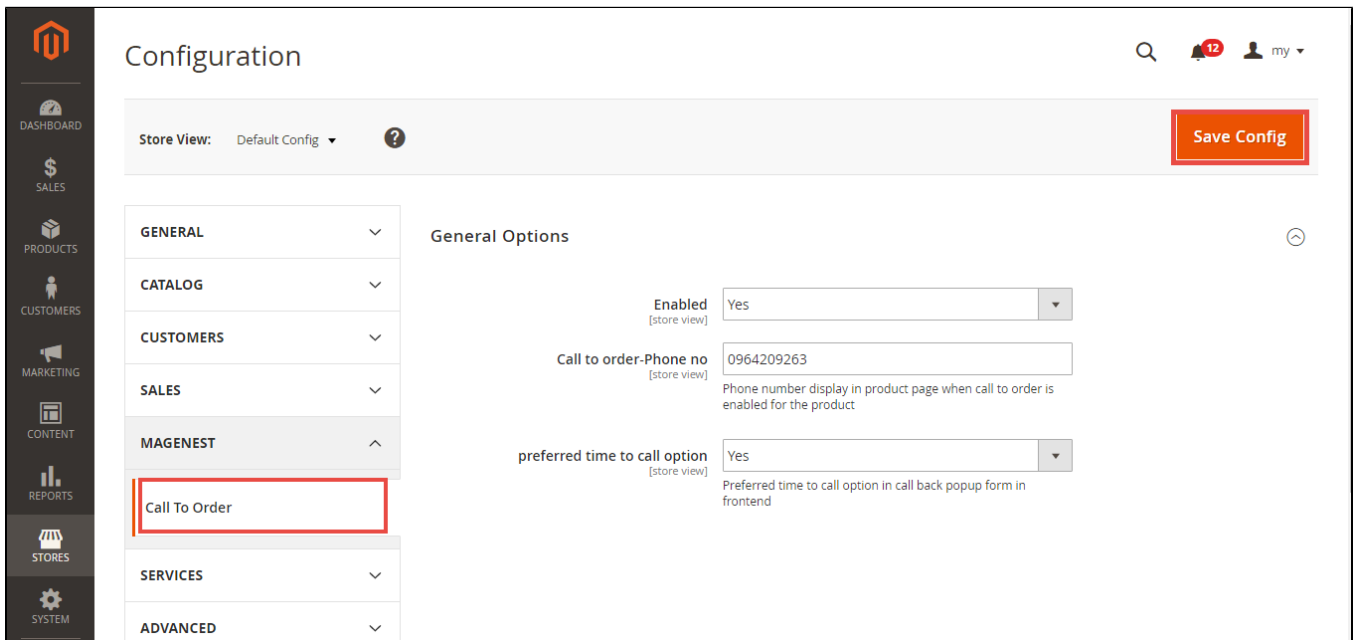 Configuration
12
my
DASHBOARD
SALES
PRODUCTS
CUSTOMERS
MARKETING
CONTENT
REPORTS
STORES
SYSTEM
Store View: Default Config
?
Save Config
GENERAL
CATALOG
CUSTOMERS
SALES
MAGENEST
Call To Order
SERVICES
ADVANCED
General Options
Enabled
[store view]
Yes
Call to order-Phone no
[store view]
0964209263
Phone number display in product page when call to order is
enabled for the product
preferred time to call option
[store view]
Yes
Preferred time to call option in call back popup form in
frontend